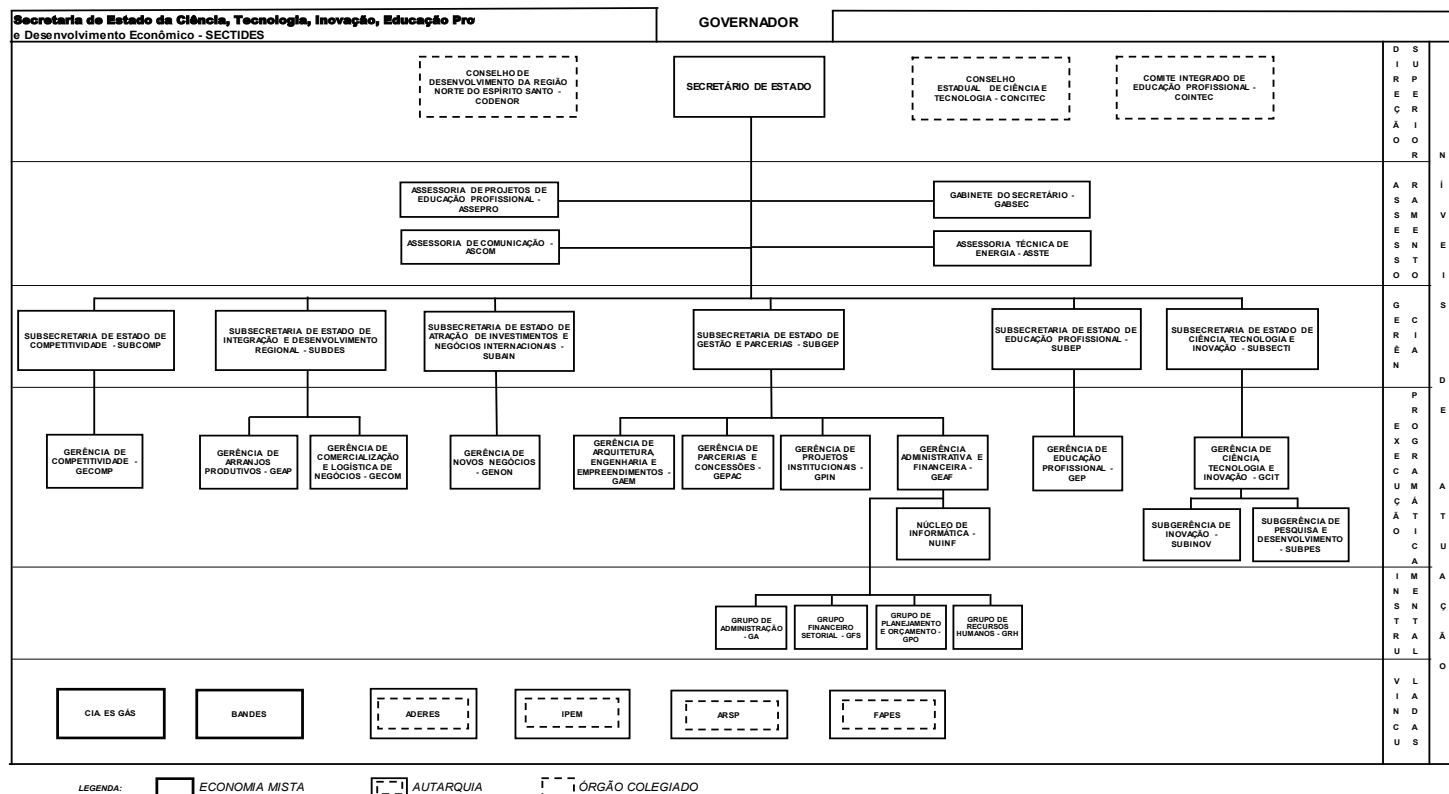 Secretaria de Estado da Ciência, Tecnologia, Inovação, Educação Pro
e Desenvolvimento Econômico - SECTIDES
GOVERNADOR
CONSELHO DE
DESENVOLVIMENTO DA REGIÃO
NORTE DO ESPÍRITO SANTO -
CODENOR
SECRETÁRIO DE ESTADO
CONSELHO
ESTADUAL DE CIÊNCIA E
TECNOLOGIA - CONCITEC
COMITE INTEGRADO DE
EDUCAÇÃO PROFISSIONAL -
COINTEC
DIREÇÃO
SUPERIOR
ASSESSORIA DE PROJETOS DE
EDUCAÇÃO PROFISSIONAL -
ASSEPRO
GABINETE DO SECRETÁRIO -
GABSEC
ASSESSORIA DE COMUNICAÇÃO -
ASCOM
ASSESSORIA TÉCNICA DE
ENERGIA - ASSTE
ASSESSO
RAMENTO
SUBSECRETARIA DE ESTADO DE
COMPETITIVIDADE - SUBCOMP
SUBSECRETARIA DE ESTADO DE
INTEGRAÇÃO E DESENVOLVIMENTO
REGIONAL - SUBDES
SUBSECRETARIA DE ESTADO DE
ATRAÇÃO DE INVESTIMENTOS E
NEGÓCIOS INTERNACIONAIS -
SUBAIN
SUBSECRETARIA DE ESTADO DE
GESTÃO E PARCERIAS - SUBGEP
SUBSECRETARIA DE ESTADO DE
EDUCAÇÃO PROFISSIONAL -
SUBEP
SUBSECRETARIA DE ESTADO DE
CIÊNCIA, TECNOLOGIA E
INOVAÇÃO - SUBSECTI
GERÊN
CIA
GERÊNCIA DE
COMPETITIVIDADE -
GECOMP
GERÊNCIA DE
ARRANJOS
PRODUTIVOS - GEAP
GERÊNCIA DE
COMERCIALIZAÇÃO
E LOGÍSTICA DE
NEGÓCIOS - GECOM
GERÊNCIA DE
NOVOS NEGÓCIOS
- GENON
GERÊNCIA DE
ARQUITETURA,
ENGENHARIA E
EMPREENDIMENTOS -
GAEM
GERÊNCIA DE
PARCERIAS E
CONCESSÕES -
GEPAC
GERÊNCIA DE
PROJETOS
INSTITUCIONAIS -
GPIN
GERÊNCIA
ADMINISTRATIVA E
FINANCEIRA -
GEAF
GERÊNCIA DE
EDUCAÇÃO
PROFISSIONAL -
GEP
GERÊNCIA DE
CIÊNCIA,
TECNOLOGIA E
INOVAÇÃO - GCIT
NÚCLEO DE
INFORMÁTICA -
NUINF
SUBGERÊNCIA DE
INOVAÇÃO -
SUBINOV
SUBGERÊNCIA DE
PESQUISA E
DESENVOLVIMENTO
- SUBPES
EXECUÇÃO
PROGRAMÁTICA
GRUPO DE
ADMINISTRAÇÃO
- GA
GRUPO
FINANCEIRO
SETORIAL - GFS
GRUPO DE
PLANEJAMENTO
E ORÇAMENTO -
GPO
GRUPO DE
RECURSOS
HUMANOS - GRH
INSTRU
MENTAL
CIA. ES GÁS
BANDES
ADERES
IPEM
ARSP
FAPES
VINCU
LADAS
NÍVEIS DE ATUAÇÃO
LEGENDA:
ECONOMIA MISTA
AUTARQUIA
ÓRGÃO COLEGIADO